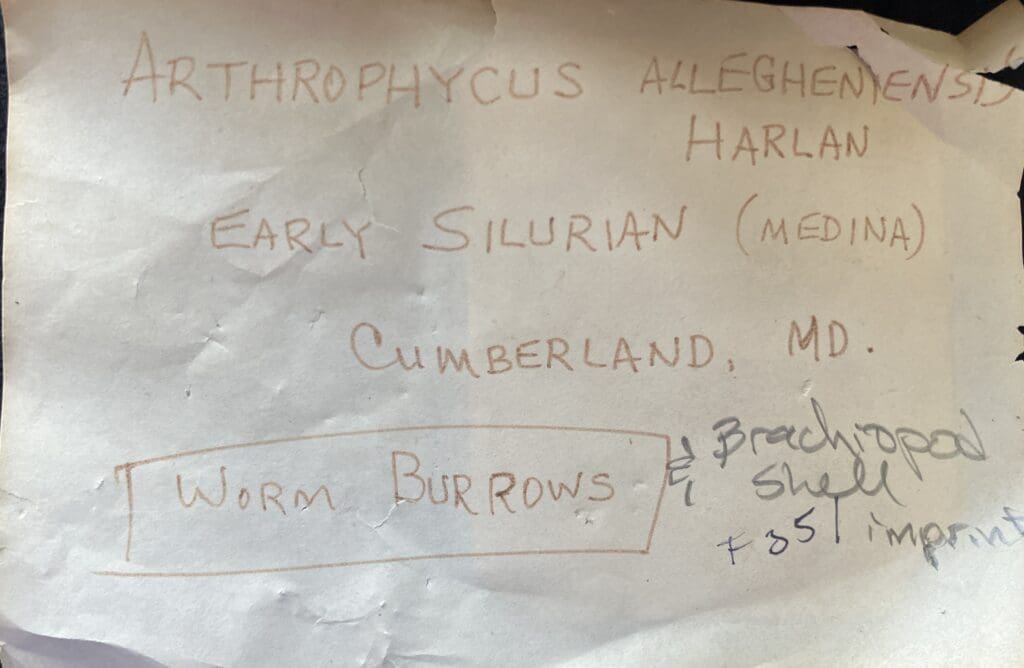 ARTHROPHYCUS ALLEGHENIENSIS
HARLAN
EARLY SILURIAN (MEDINA)
CUMBERLAND, MD.
WORM BURROWS & Brachiopod
Shell
imprint